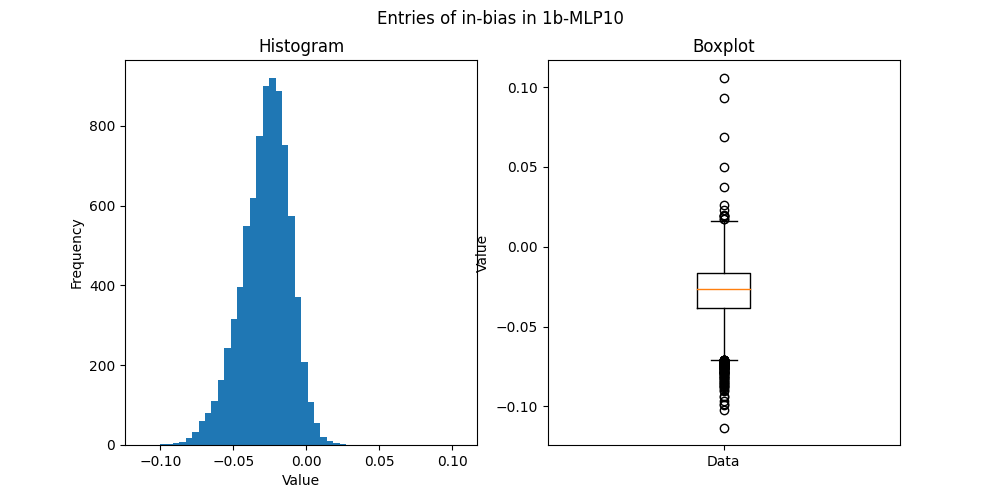 Entries of in-bias in 1b-MLP10
Histogram
Frequency
800
600
400
200
0
−0.10 −0.05 0.00 0.05 0.10
Value
Boxplot
Value
0.10
0.05
0.00
−0.05
−0.10
Data